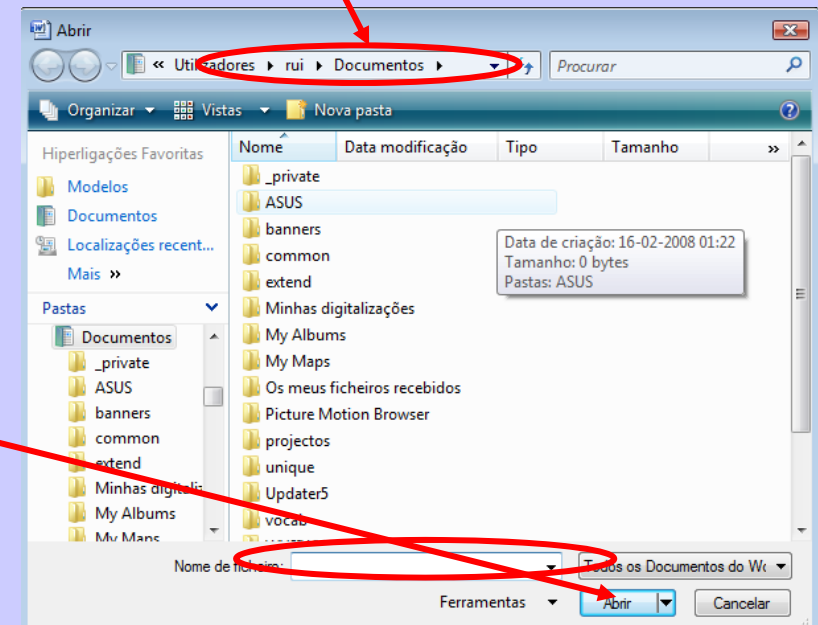 Abrir
« Utilizadores ▸ rui ▸ Documentos ▸
Procurar
Organizar Vistas Nova pasta
Hiperligações Favoritas
Modelos
Documentos
Localizações recent...
Mais »
Pastas
Documentos
_private
ASUS
banners
common
extend
Minhas digitaliz
My Albums
My Maps
Nome Data modificação Tipo Tamanho »
_private
ASUS
banners
common
extend
Minhas digitalizações
My Albums
My Maps
Os meus ficheiros recebidos
Picture Motion Browser
projectos
unique
Updater5
vocab
Data de criação: 16-02-2008 01:22
Tamanho: 0 bytes
Pastas: ASUS
Nome de ficheiro:
Todos os Documentos do Wo
Ferramentas Abrir Cancelar